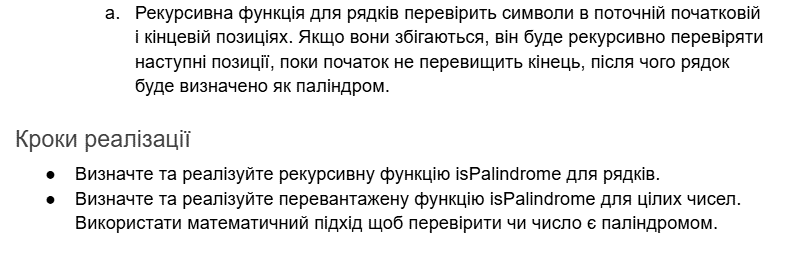 a. Рекурсивна функція для рядків перевірить символи в поточній початковій
і кінцевій позиціях. Якщо вони збігаються, він буде рекурсивно перевіряти
наступні позиції, поки початок не перевищить кінець, після чого рядок
буде визначено як паліндром.
Кроки реалізації
● Визначте та реалізуйте рекурсивну функцію isPalindrome для рядків.
● Визначте та реалізуйте перевантажену функцію isPalindrome для цілих чисел.
Використати математичний підхід щоб перевірити чи число є паліндромом.